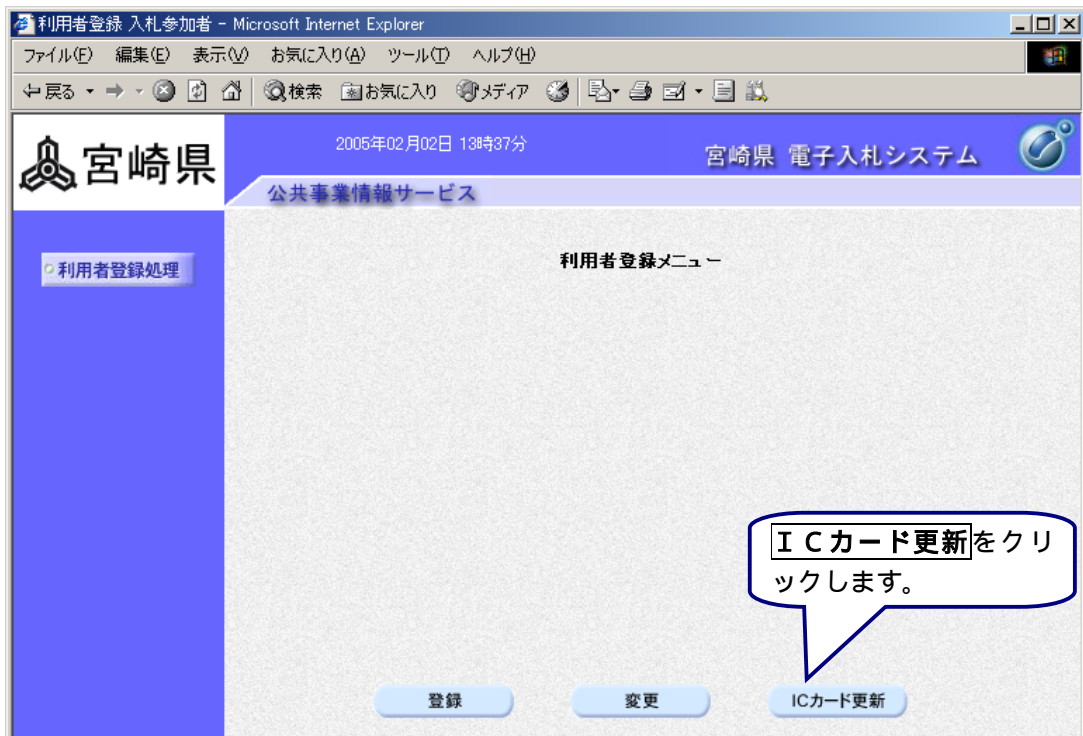 利用者登録 入札参加者 - Microsoft Internet Explorer
ファイル(F) 編集(E) 表示(V) お気に入り(A) ツール(T) ヘルプ(H)
戻る 検索 お気に入り メディア
宮崎県
2005年02月02日 13時37分
宮崎県 電子入札システム
公共事業情報サービス
利用者登録処理
利用者登録メニュー
ICカード更新をクリ
ックします。
登録 変更 ICカード更新